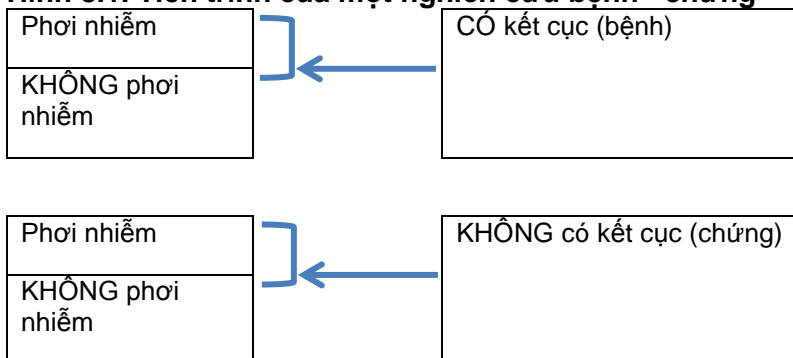 Phơi nhiễm
CÓ kết cục (bệnh)
KHÔNG phơi
nhiễm
Phơi nhiễm
KHÔNG có kết cục (chứng)
KHÔNG phơi
nhiễm